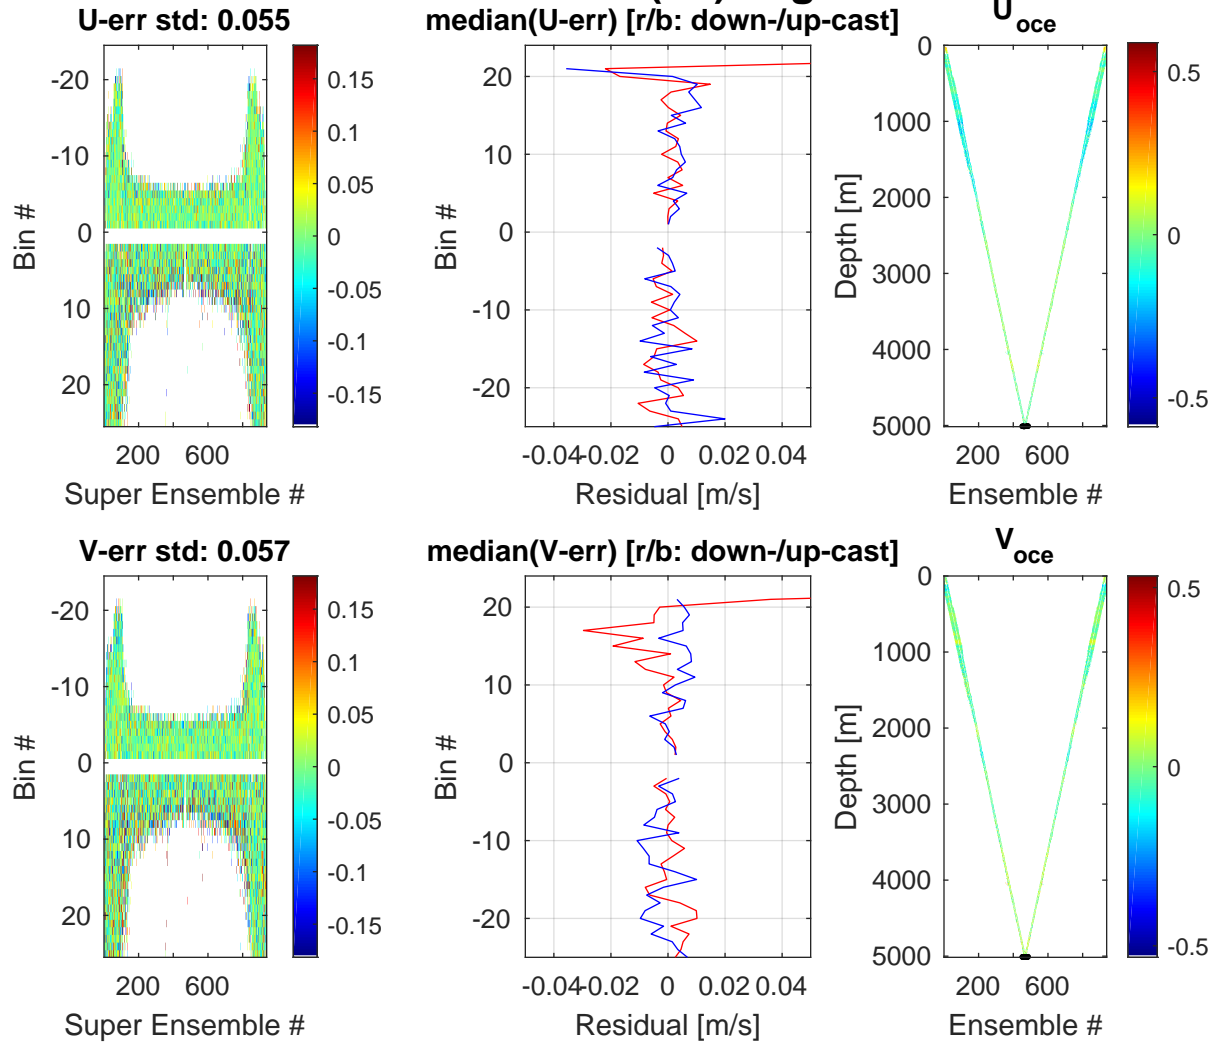 U-err std: 0.055
-20
-10
0
10
20
200 600
Super Ensemble #
Bin #
0.15
0.1
0.05
0
-0.05
-0.1
-0.15
median(U-err) [r/b: down-/up-cast]
20
10
0
-10
-20
-0.04 -0.02 0 0.02 0.04
Residual [m/s]
Bin #
U_oce
0
1000
2000
3000
4000
5000
200 600
Ensemble #
Depth [m]
0.5
0
-0.5
V-err std: 0.057
-20
-10
0
10
20
200 600
Super Ensemble #
Bin #
0.15
0.1
0.05
0
-0.05
-0.1
-0.15
median(V-err) [r/b: down-/up-cast]
20
10
0
-10
-20
-0.04 -0.02 0 0.02 0.04
Residual [m/s]
Bin #
V_oce
0
1000
2000
3000
4000
5000
200 600
Ensemble #
Depth [m]
0.5
0
-0.5